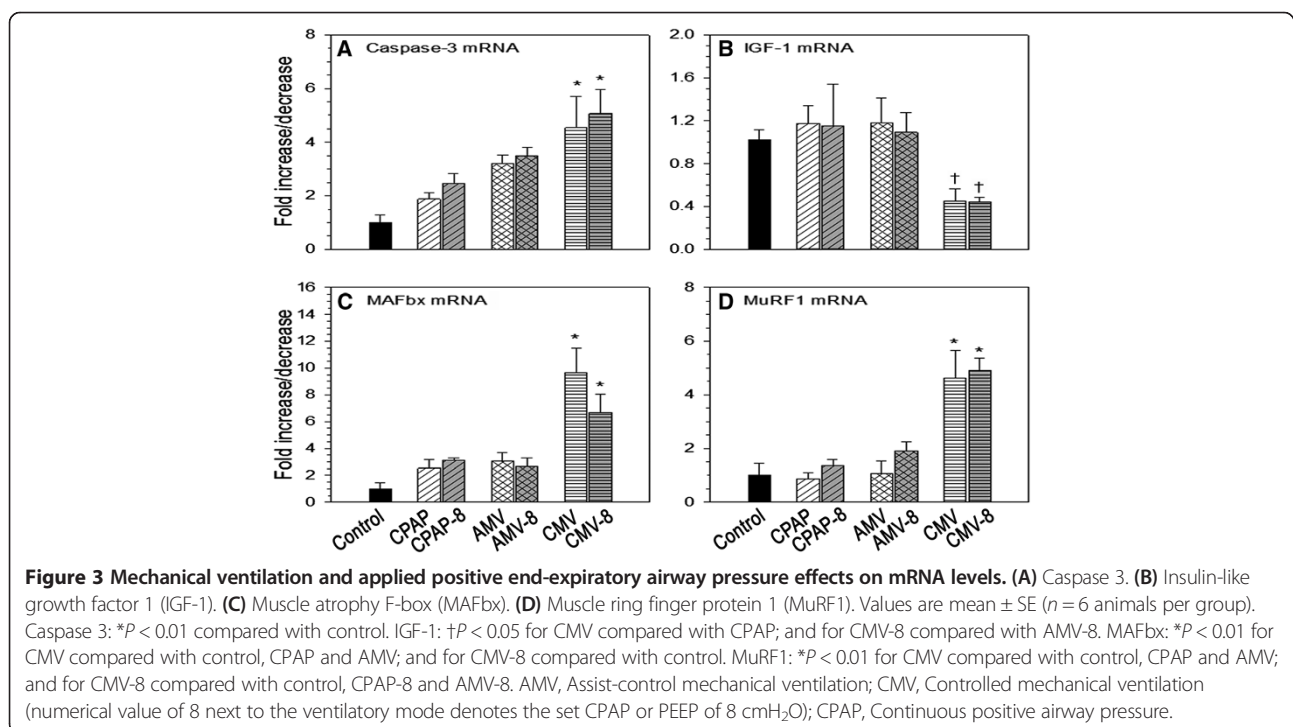 A Caspase-3 mRNA
Fold increase/decrease
8
6
4
2
0
* *
B IGF-1 mRNA
2.0
1.6
1.2
0.8
0.4
0.0
† †
C MAFbx mRNA
Fold increase/decrease
16
14
12
10
8
6
4
2
0
*
*
Control
CPAP
CPAP-8
AMV
AMV-8
CMV
CMV-8
D MuRF1 mRNA
8
6
4
2
0
* *
Control
CPAP
CPAP-8
AMV
AMV-8
CMV
CMV-8
Figure 3 Mechanical ventilation and applied positive end-expiratory airway pressure effects on mRNA levels. (A) Caspase 3. (B) Insulin-like
growth factor 1 (IGF-1). (C) Muscle atrophy F-box (MAFbx). (D) Muscle ring finger protein 1 (MuRF1). Values are mean ± SE (n = 6 animals per group).
Caspase 3: *P < 0.01 compared with control. IGF-1: †P < 0.05 for CMV compared with CPAP; and for CMV-8 compared with AMV-8. MAFbx: *P < 0.01 for
CMV compared with control, CPAP and AMV; and for CMV-8 compared with control. MuRF1: *P < 0.01 for CMV compared with control, CPAP and AMV;
and for CMV-8 compared with control, CPAP-8 and AMV-8. AMV, Assist-control mechanical ventilation; CMV, Controlled mechanical ventilation
(numerical value of 8 next to the ventilatory mode denotes the set CPAP or PEEP of 8 cmH₂O); CPAP, Continuous positive airway pressure.